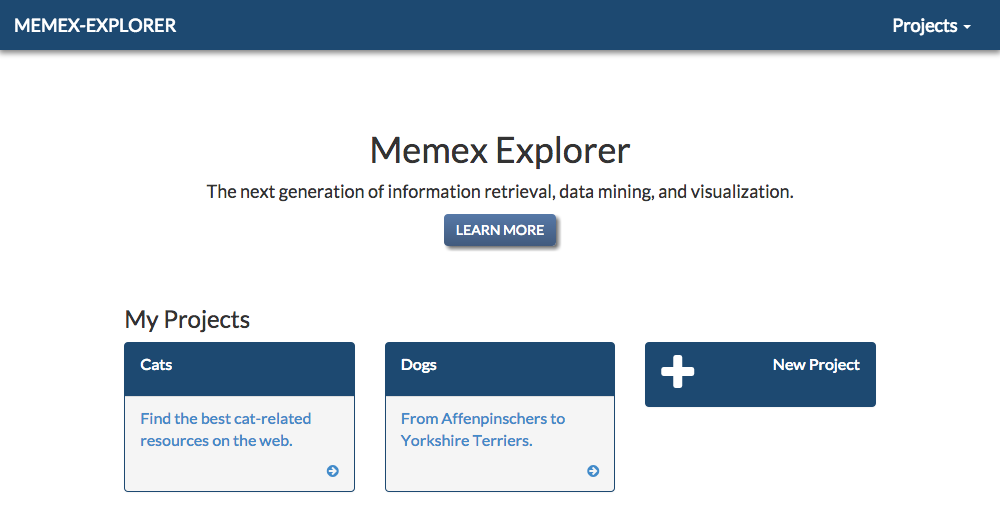 MEMEX-EXPLORER
Projects
Memex Explorer
The next generation of information retrieval, data mining, and visualization.
LEARN MORE
My Projects
Cats
Find the best cat-related
resources on the web.
Dogs
From Affenpinschers to
Yorkshire Terriers.
New Project